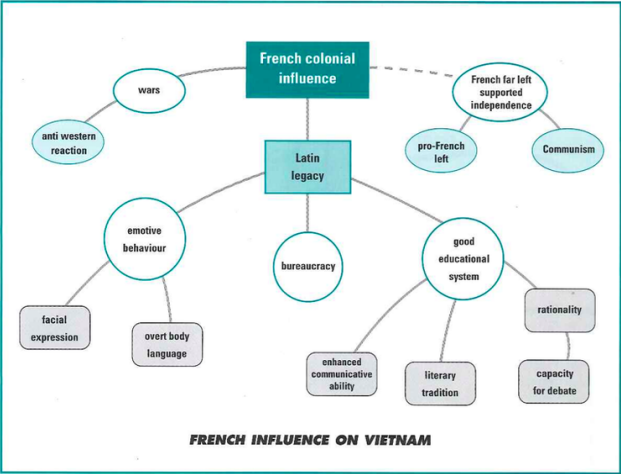 French colonial
influence
wars
French far left
supported
independence
anti western
reaction
pro-French
left
Communism
Latin
legacy
emotive
behaviour
bureaucracy
good
educational
system
facial
expression
overt body
language
rationality
enhanced
communicative
ability
literary
tradition
capacity
for debate
FRENCH INFLUENCE ON VIETNAM